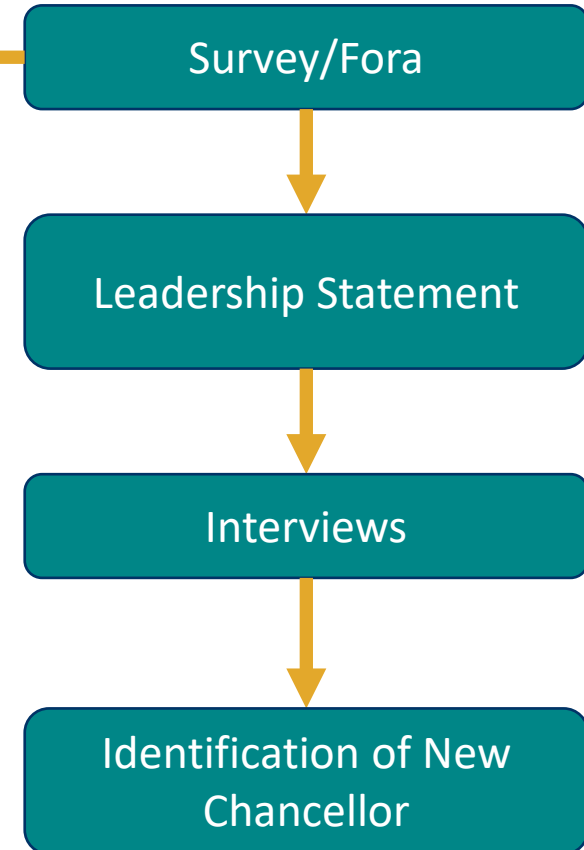 Survey/Fora
Leadership Statement
Interviews
Identification of New
Chancellor